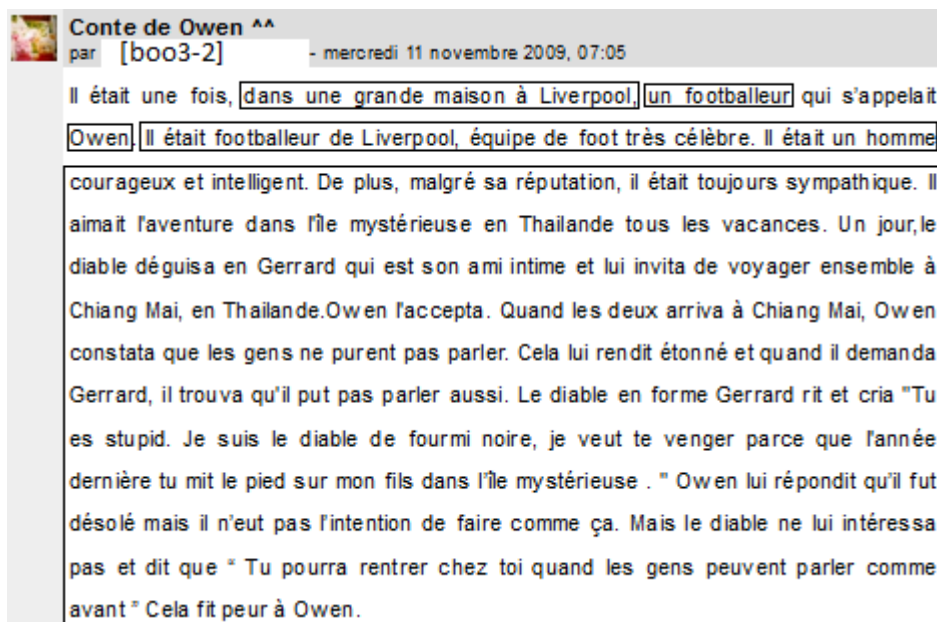 Conte de Owen ^^
par [boo3-2] - mercredi 11 novembre 2009, 07:05
Il était une fois, dans une grande maison à Liverpool, un footballeur qui s'appelait
Owen. Il était footballeur de Liverpool, équipe de foot très célèbre. Il était un homme
courageux et intelligent. De plus, malgré sa réputation, il était toujours sympathique. Il
aimait l'aventure dans l'île mystérieuse en Thailande tous les vacances. Un jour,le
diable déguisa en Gerrard qui est son ami intime et lui invita de voyager ensemble à
Chiang Mai, en Thailande.Owen l'accepta. Quand les deux arriva à Chiang Mai, Owen
constata que les gens ne purent pas parler. Cela lui rendit étonné et quand il demanda
Gerrard, il trouva qu'il put pas parler aussi. Le diable en forme Gerrard rit et cria "Tu
es stupid. Je suis le diable de fourmi noire, je veut te venger parce que l'année
dernière tu mit le pied sur mon fils dans l'île mystérieuse . " Owen lui répondit qu'il fut
désolé mais il n'eut pas l'intention de faire comme ça. Mais le diable ne lui intéressa
pas et dit que " Tu pourra rentrer chez toi quand les gens peuvent parler comme
avant " Cela fit peur à Owen.